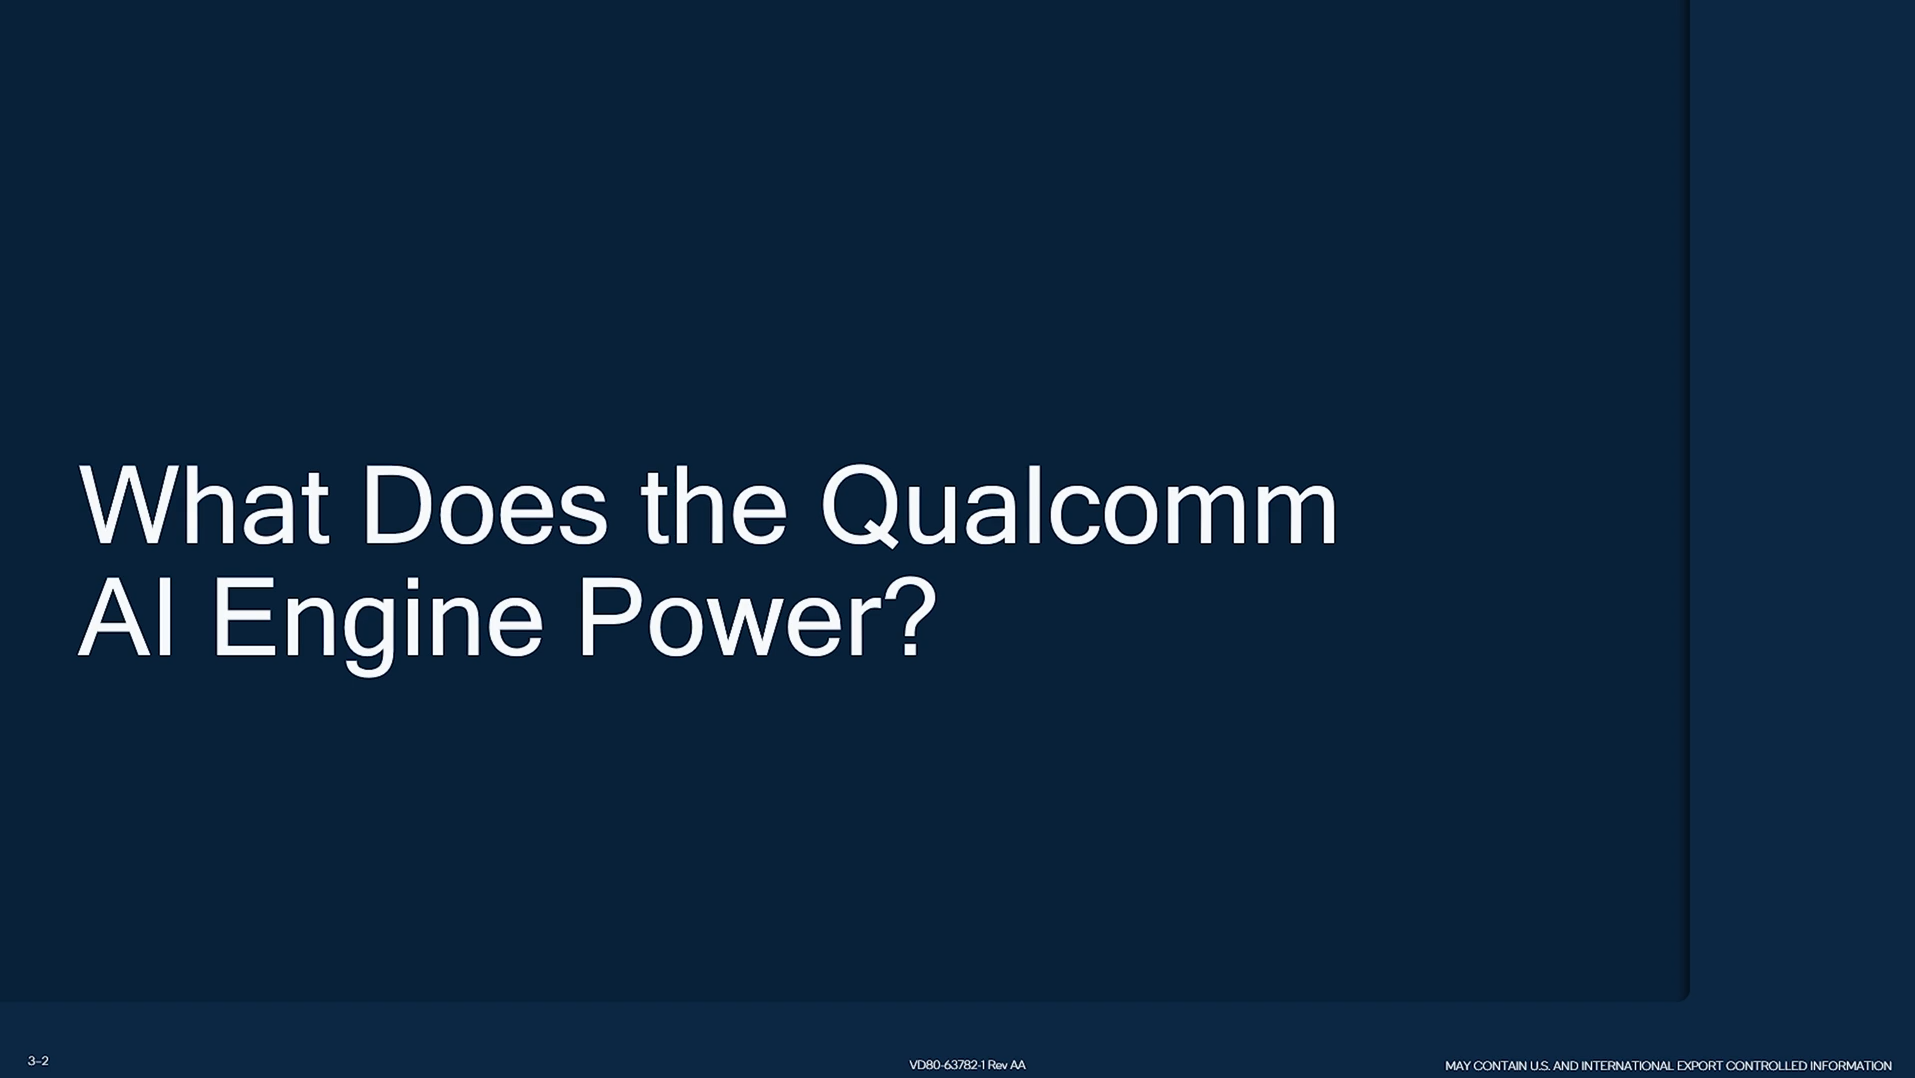 What Does the Qualcomm
AI Engine Power?
3–2
VD80-63782-1 Rev AA
MAY CONTAIN U.S. AND INTERNATIONAL EXPORT CONTROLLED INFORMATION